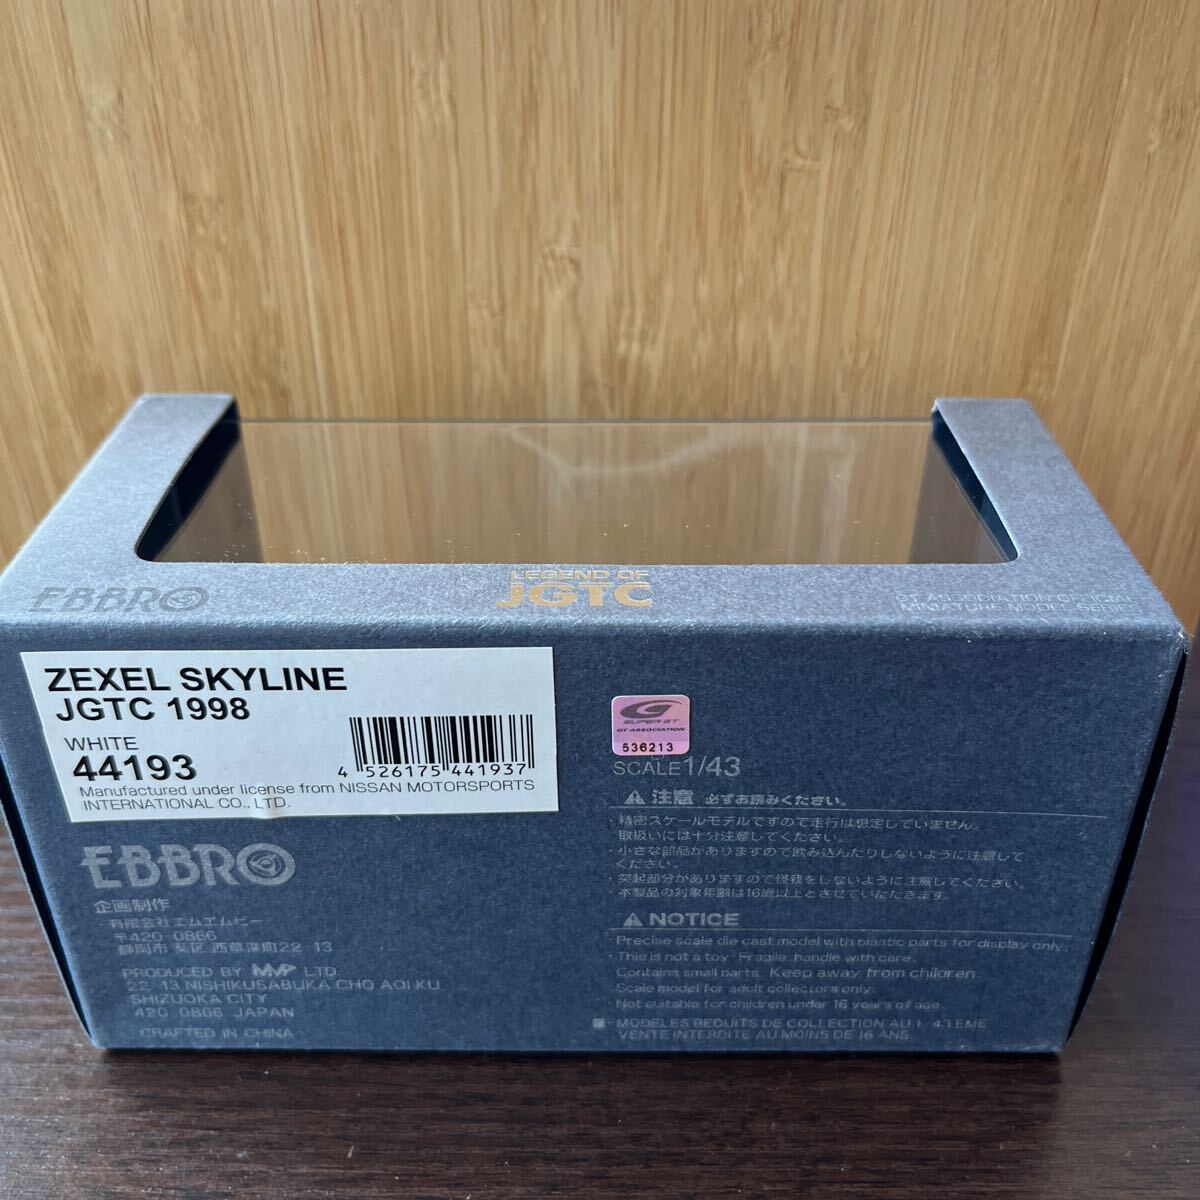 EBBRO
LEGEND OF
JGTC
GT ASSOCIATION OFFICIAL
MINIATURE MODEL SERIES
ZEXEL SKYLINE
JGTC 1998
WHITE
44193
4 526175 441937
Manufactured under license from NISSAN MOTORSPORTS
INTERNATIONAL CO., LTD.
SUPER GT
GT ASSOCIATION
536213
SCALE1/43
EBBRO
企画制作
・有限会社エムエムピー
〒420-0866
静岡市 葵区 西草深町22-13
PRODUCED BY MMP LTD.
22-13 NISHIKUSABUKA CHO AOI KU
SHIZUOKA CITY
420 0866 JAPAN
CRAFTED IN CHINA
注意 必ずお読みください。
・精密スケールモデルですので走行は想定していません。
取扱いには十分注意してください。
・小さな部品がありますので飲み込んだりしないように注意して
ください。
・突起部分がありますので怪我をしないように注意してください。
本製品の対象年齢は16歳以上とさせていただきます。
NOTICE
・Precise scale die cast model with plastic parts for display only.
・This is not a toy. Fragile, handle with care.
Contains small parts. Keep away from children.
Scale model for adult collectors only.
Not suitable for children under 16 years of age.
・MODELES REDUITS DE COLLECTION AU 1/43 EME
VENTE INTERDITE AU MOINS DE 16 ANS